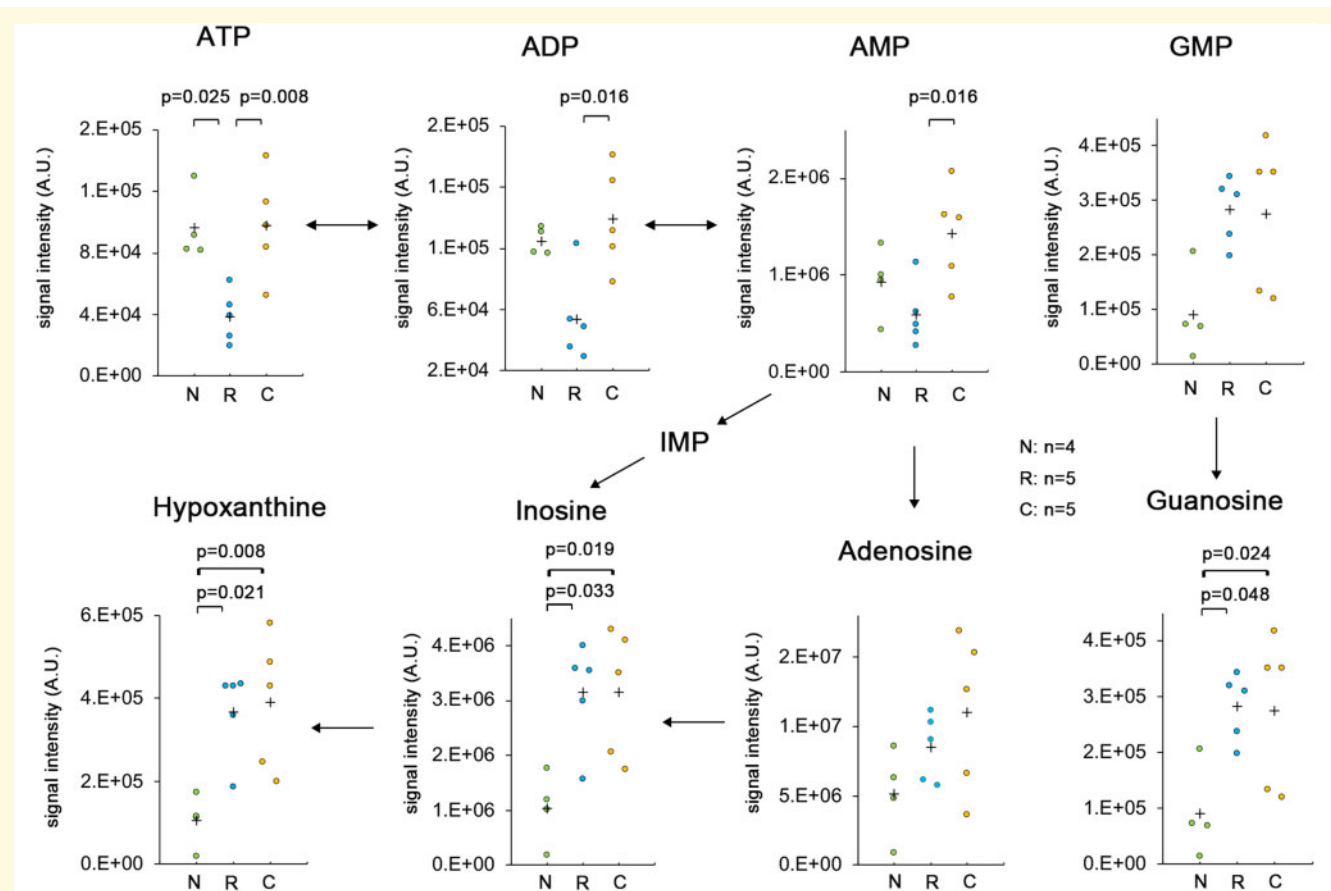 ATP
ADP
AMP
GMP
p=0.025 p=0.008
p=0.016
p=0.016
signal intensity (A.U.)
2.E+05
1.E+05
8.E+04
4.E+04
0.E+00
N R C
signal intensity (A.U.)
2.E+05
1.E+05
1.E+05
6.E+04
2.E+04
N R C
signal intensity (A.U.)
2.E+06
1.E+06
0.E+00
N R C
signal intensity (A.U.)
4.E+05
3.E+05
2.E+05
1.E+05
0.E+00
N R C
IMP
N: n=4
R: n=5
C: n=5
Hypoxanthine
Inosine
Adenosine
Guanosine
p=0.008
p=0.021
signal intensity (A.U.)
6.E+05
4.E+05
2.E+05
0.E+00
N R C
p=0.019
p=0.033
signal intensity (A.U.)
4.E+06
3.E+06
2.E+06
1.E+06
0.E+00
N R C
signal intensity (A.U.)
2.E+07
1.E+07
5.E+06
0.E+00
N R C
p=0.024
p=0.048
signal intensity (A.U.)
4.E+05
3.E+05
2.E+05
1.E+05
0.E+00
N R C